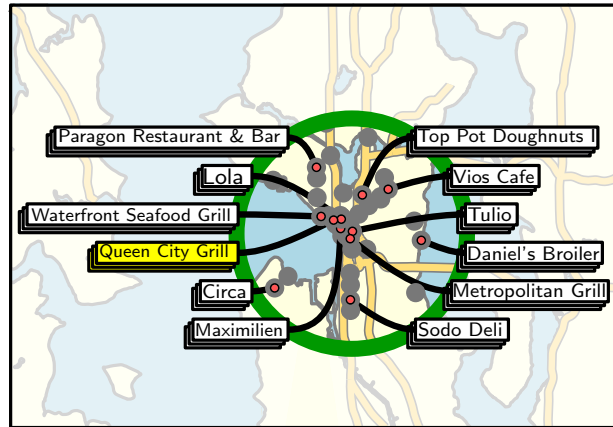 Paragon Restaurant & Bar
Top Pot Doughnuts I
Lola
Vios Cafe
Waterfront Seafood Grill
Tulio
Queen City Grill
Daniel's Broiler
Circa
Metropolitan Grill
Maximilien
Sodo Deli